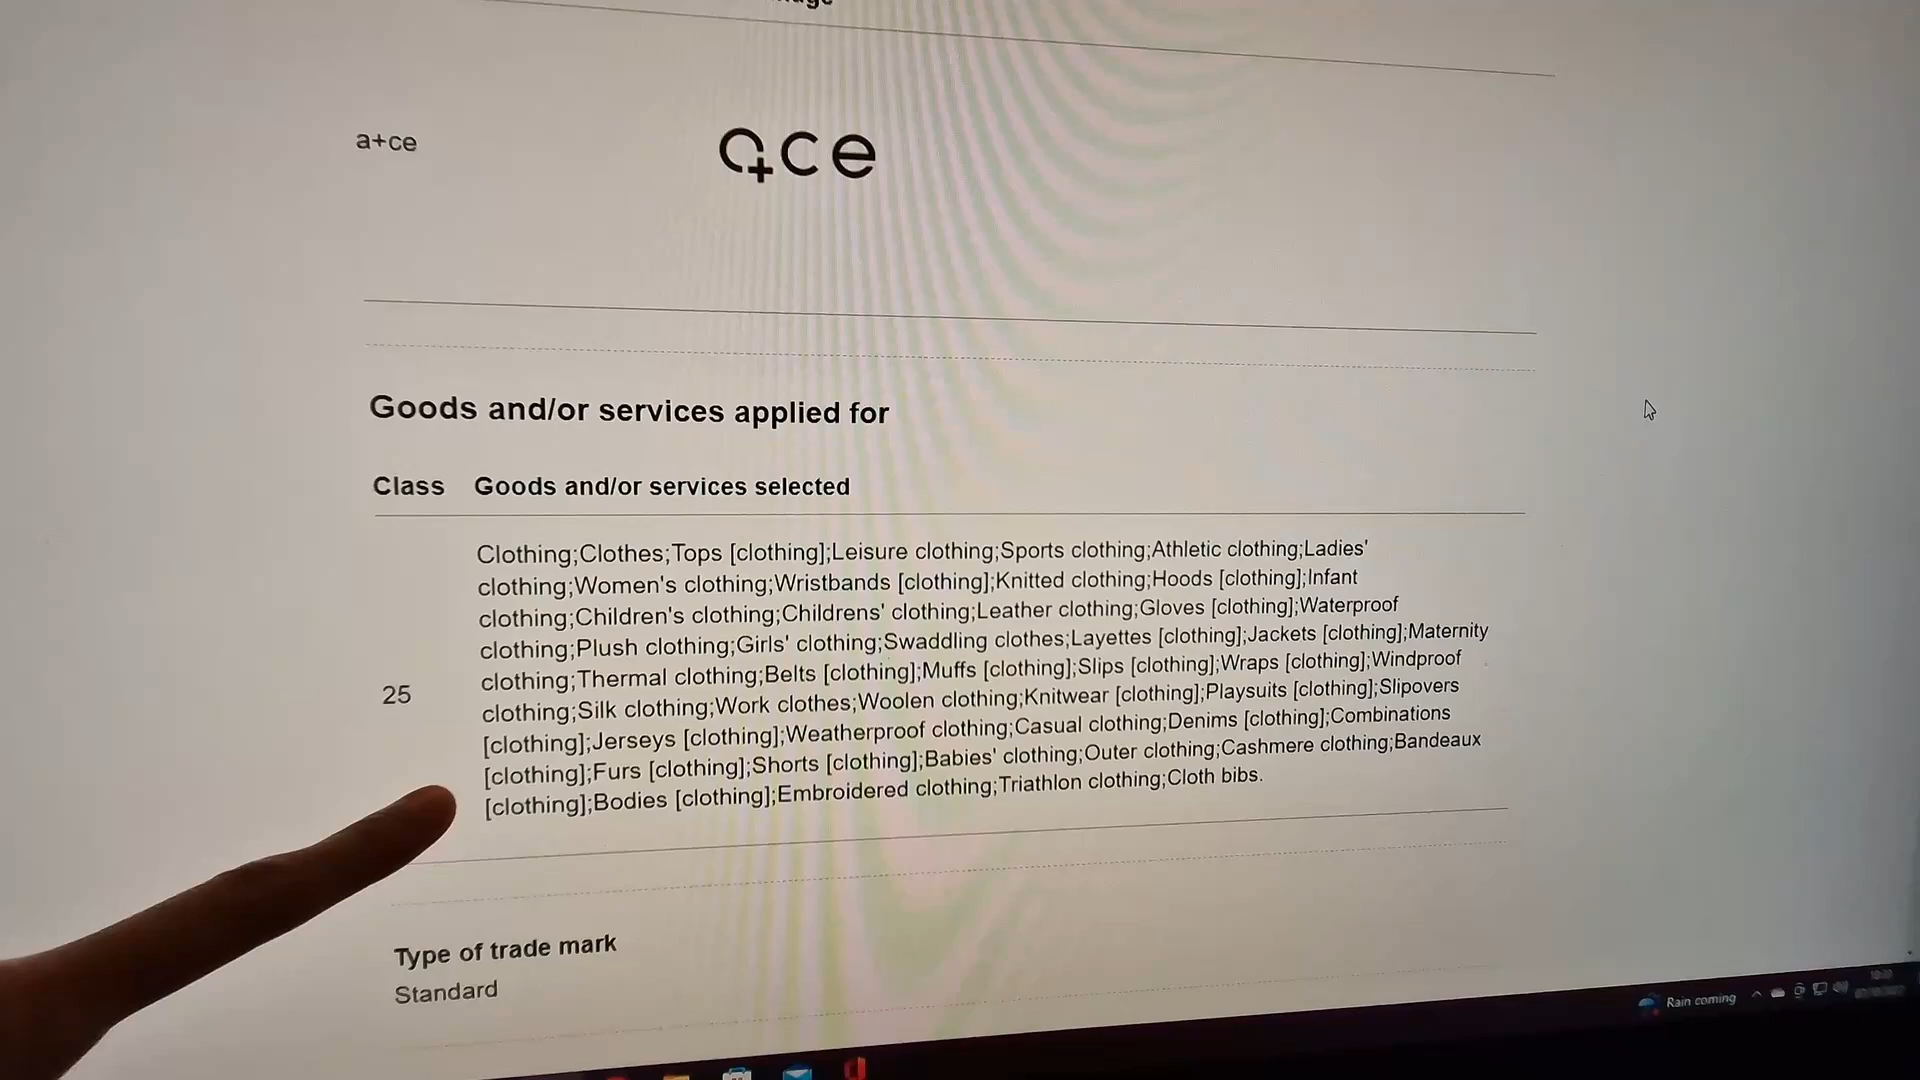 a+ce
a+ce
Goods and/or services applied for
Class Goods and/or services selected
Clothing;Clothes;Tops [clothing];Leisure clothing;Sports clothing;Athletic clothing;Ladies'
clothing;Women's clothing;Wristbands [clothing];Knitted clothing;Hoods [clothing];Infant
clothing;Children's clothing;Childrens' clothing;Leather clothing;Gloves [clothing];Waterproof
clothing;Plush clothing;Girls' clothing;Swaddling clothes;Layettes [clothing];Jackets [clothing];Maternity
clothing;Thermal clothing;Belts [clothing];Muffs [clothing];Slips [clothing];Wraps [clothing];Windproof
25
clothing;Silk clothing;Work clothes;Woolen clothing;Knitwear [clothing];Playsuits [clothing];Slipovers
[clothing];Jerseys [clothing];Weatherproof clothing;Casual clothing;Denims [clothing];Combinations
[clothing];Furs [clothing];Shorts [clothing];Babies' clothing;Outer clothing;Cashmere clothing;Bandeaux
[clothing];Bodies [clothing];Embroidered clothing;Triathlon clothing;Cloth bibs.
Type of trade mark
Standard
Rain coming